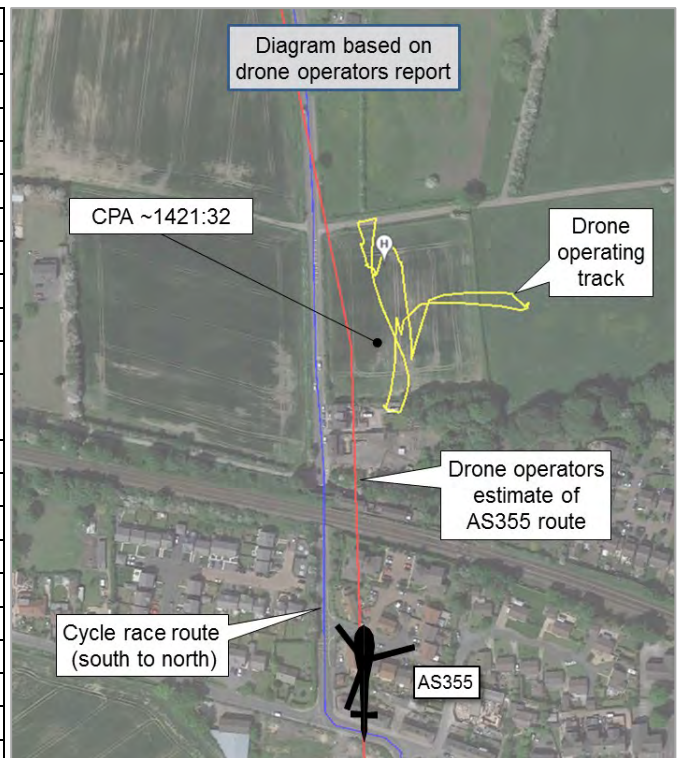 Diagram based on
drone operators report
CPA ~1421:32
H
Drone
operating
track
Drone operators
estimate of
AS355 route
Cycle race route
(south to north)
AS355